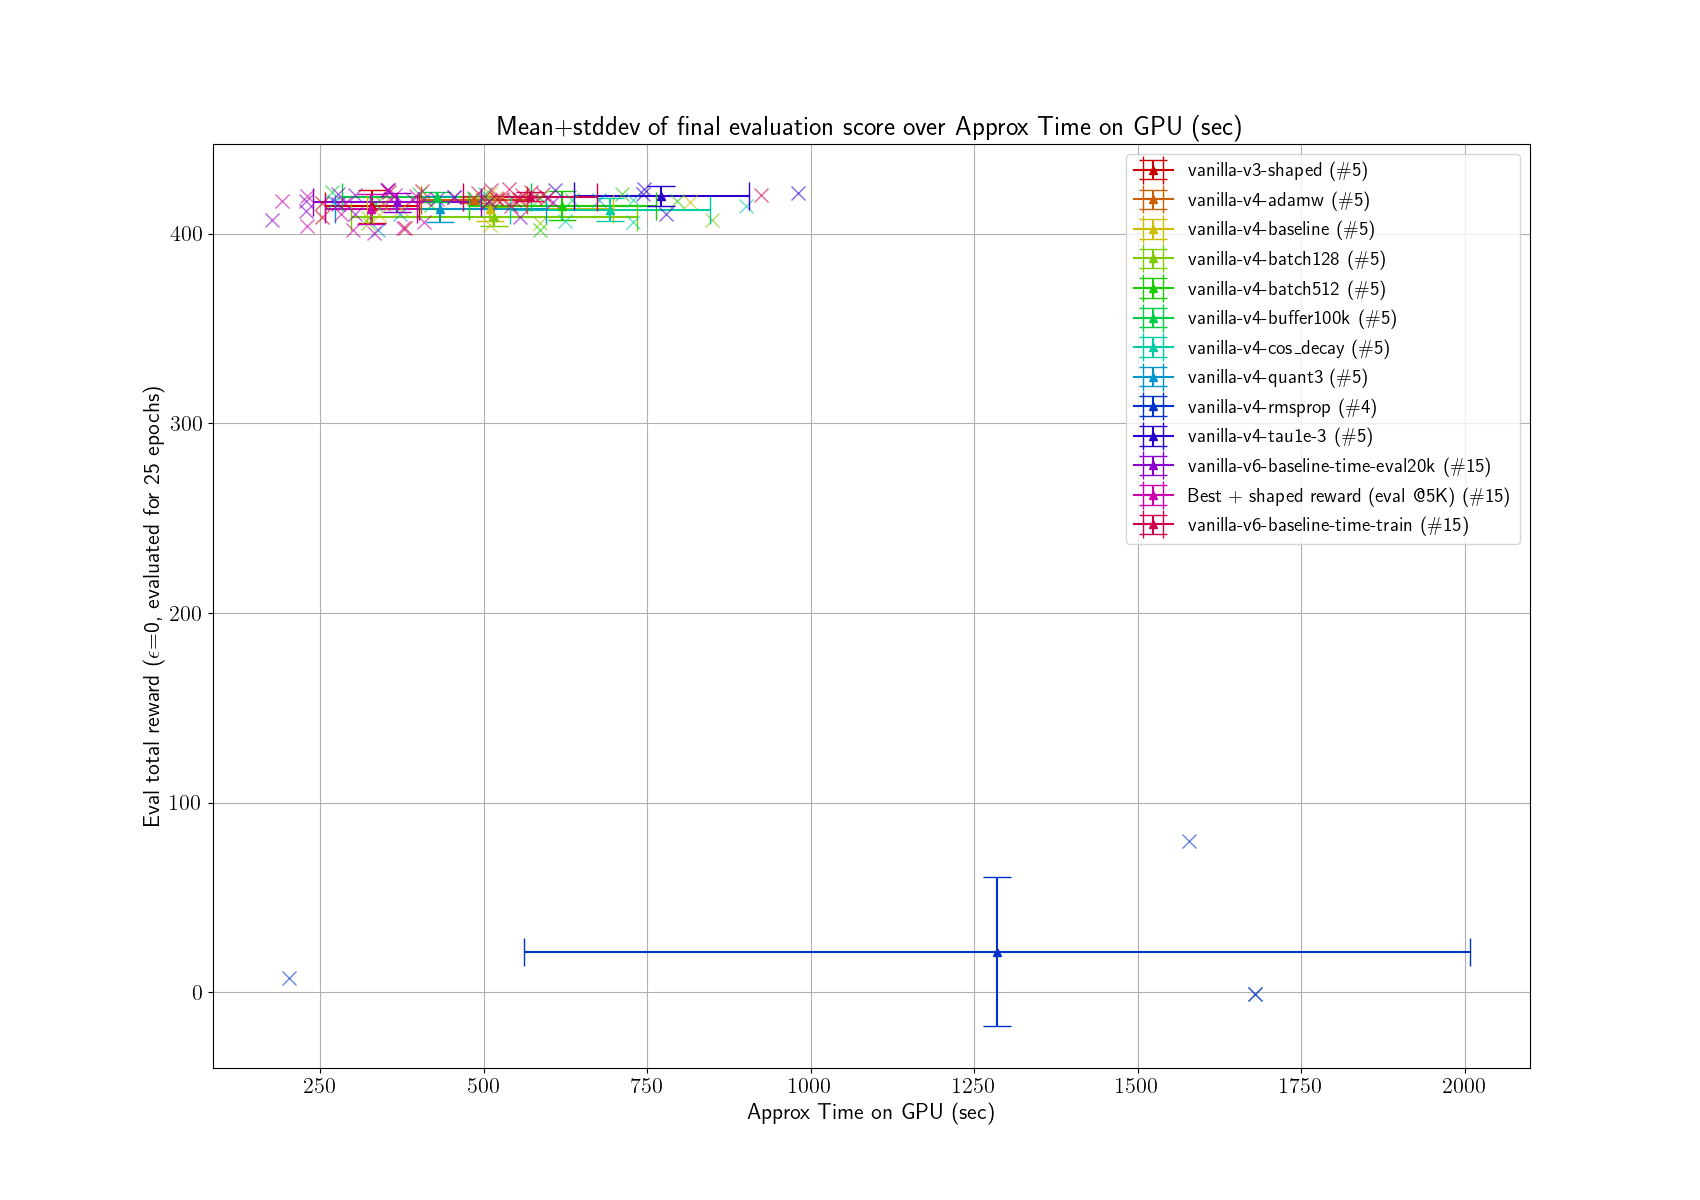 Mean+stddev of final evaluation score over Approx Time on GPU (sec)
vanilla-v3-shaped (#5)
vanilla-v4-adamw (#5)
vanilla-v4-baseline (#5)
vanilla-v4-batch128 (#5)
vanilla-v4-batch512 (#5)
vanilla-v4-buffer100k (#5)
vanilla-v4-cos_decay (#5)
vanilla-v4-quant3 (#5)
vanilla-v4-rmsprop (#4)
vanilla-v4-tau1e-3 (#5)
vanilla-v6-baseline-time-eval20k (#15)
Best + shaped reward (eval @5K) (#15)
vanilla-v6-baseline-time-train (#15)
Eval total reward (ϵ=0, evaluated for 25 epochs)
400
300
200
100
0
250 500 750 1000 1250 1500 1750 2000
Approx Time on GPU (sec)